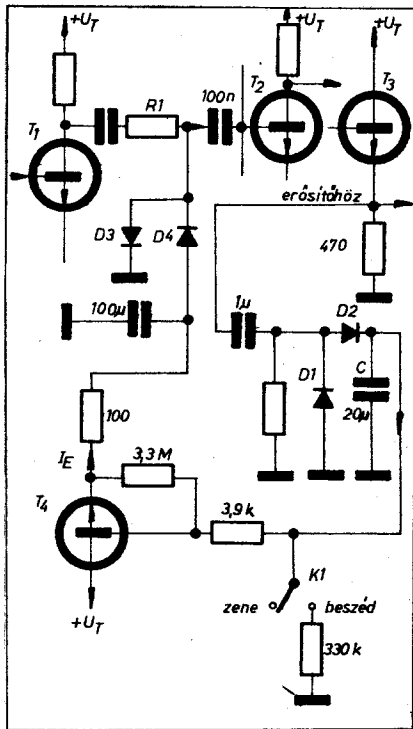 +U_T
+U_T
T_1
R1
100n
T_2
T_3
erősítőhöz
D3
D4
470
100µ
1µ
D2
D1
C
20µ
100
I_E
3,3 M
T_4
3,9 k
K1
zene
beszéd
+U_T
330 k